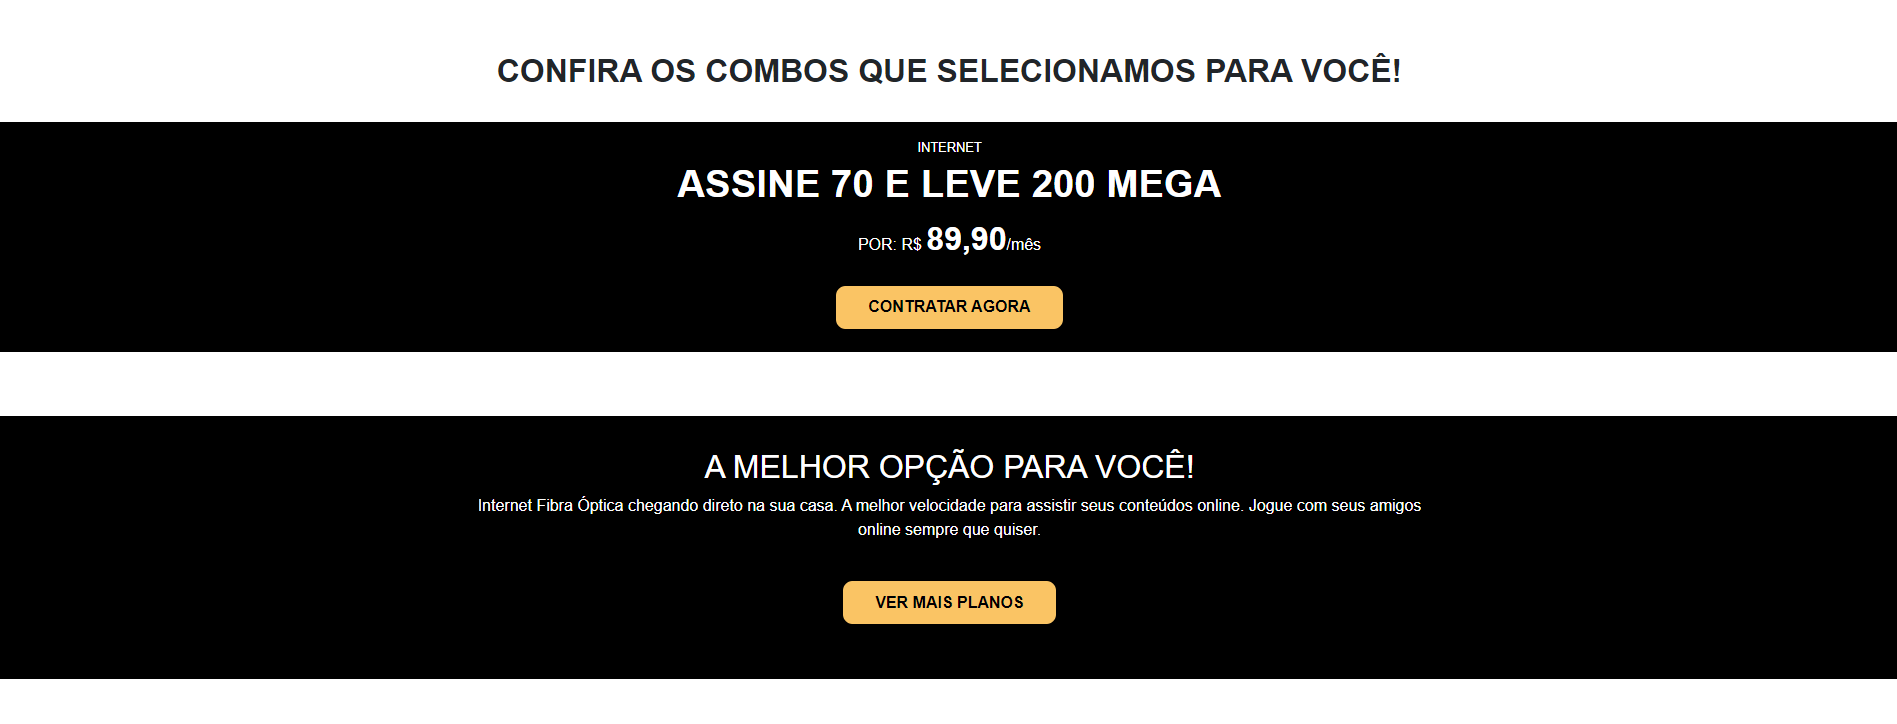 CONFIRA OS COMBOS QUE SELECIONAMOS PARA VOCÊ!
INTERNET
ASSINE 70 E LEVE 200 MEGA
POR: R$ 89,90/mês
CONTRATAR AGORA
A MELHOR OPÇÃO PARA VOCÊ!
Internet Fibra Óptica chegando direto na sua casa. A melhor velocidade para assistir seus conteúdos online. Jogue com seus amigos
online sempre que quiser.
VER MAIS PLANOS